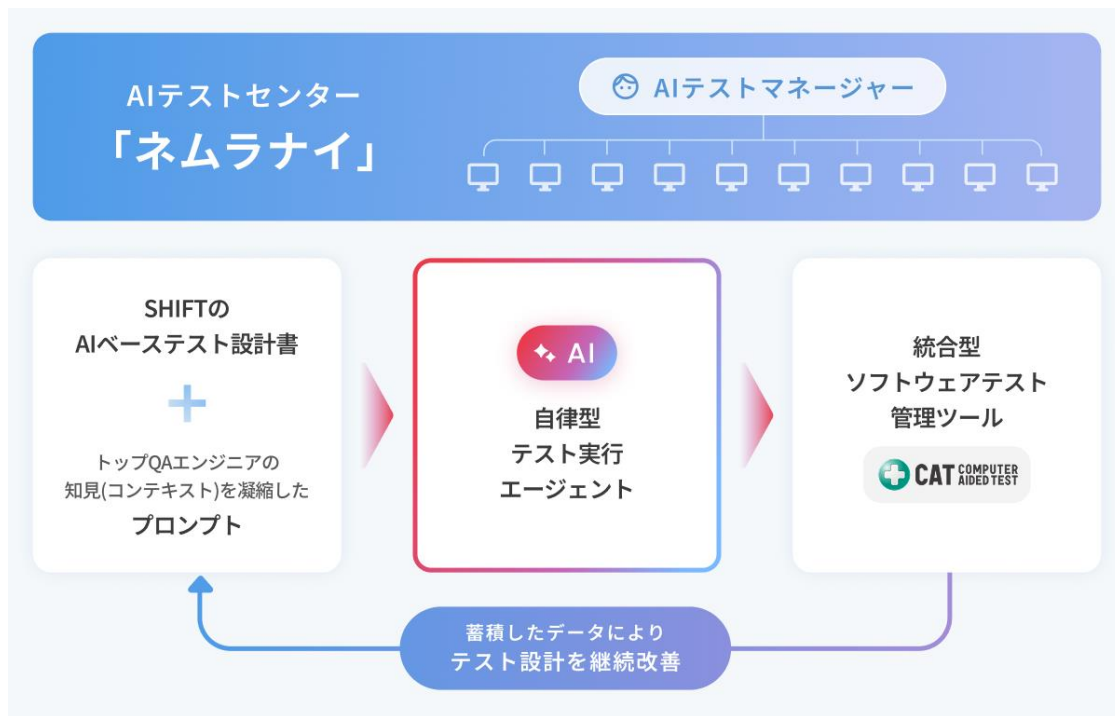 AIテストセンター
「ネムラナイ」
AIテストマネージャー
SHIFTの
AIベーステスト設計書
+
トップQAエンジニアの
知見(コンテキスト)を凝縮した
プロンプト
AI
自律型
テスト実行
エージェント
統合型
ソフトウェアテスト
管理ツール
CAT COMPUTER
AIDED TEST
蓄積したデータにより
テスト設計を継続改善